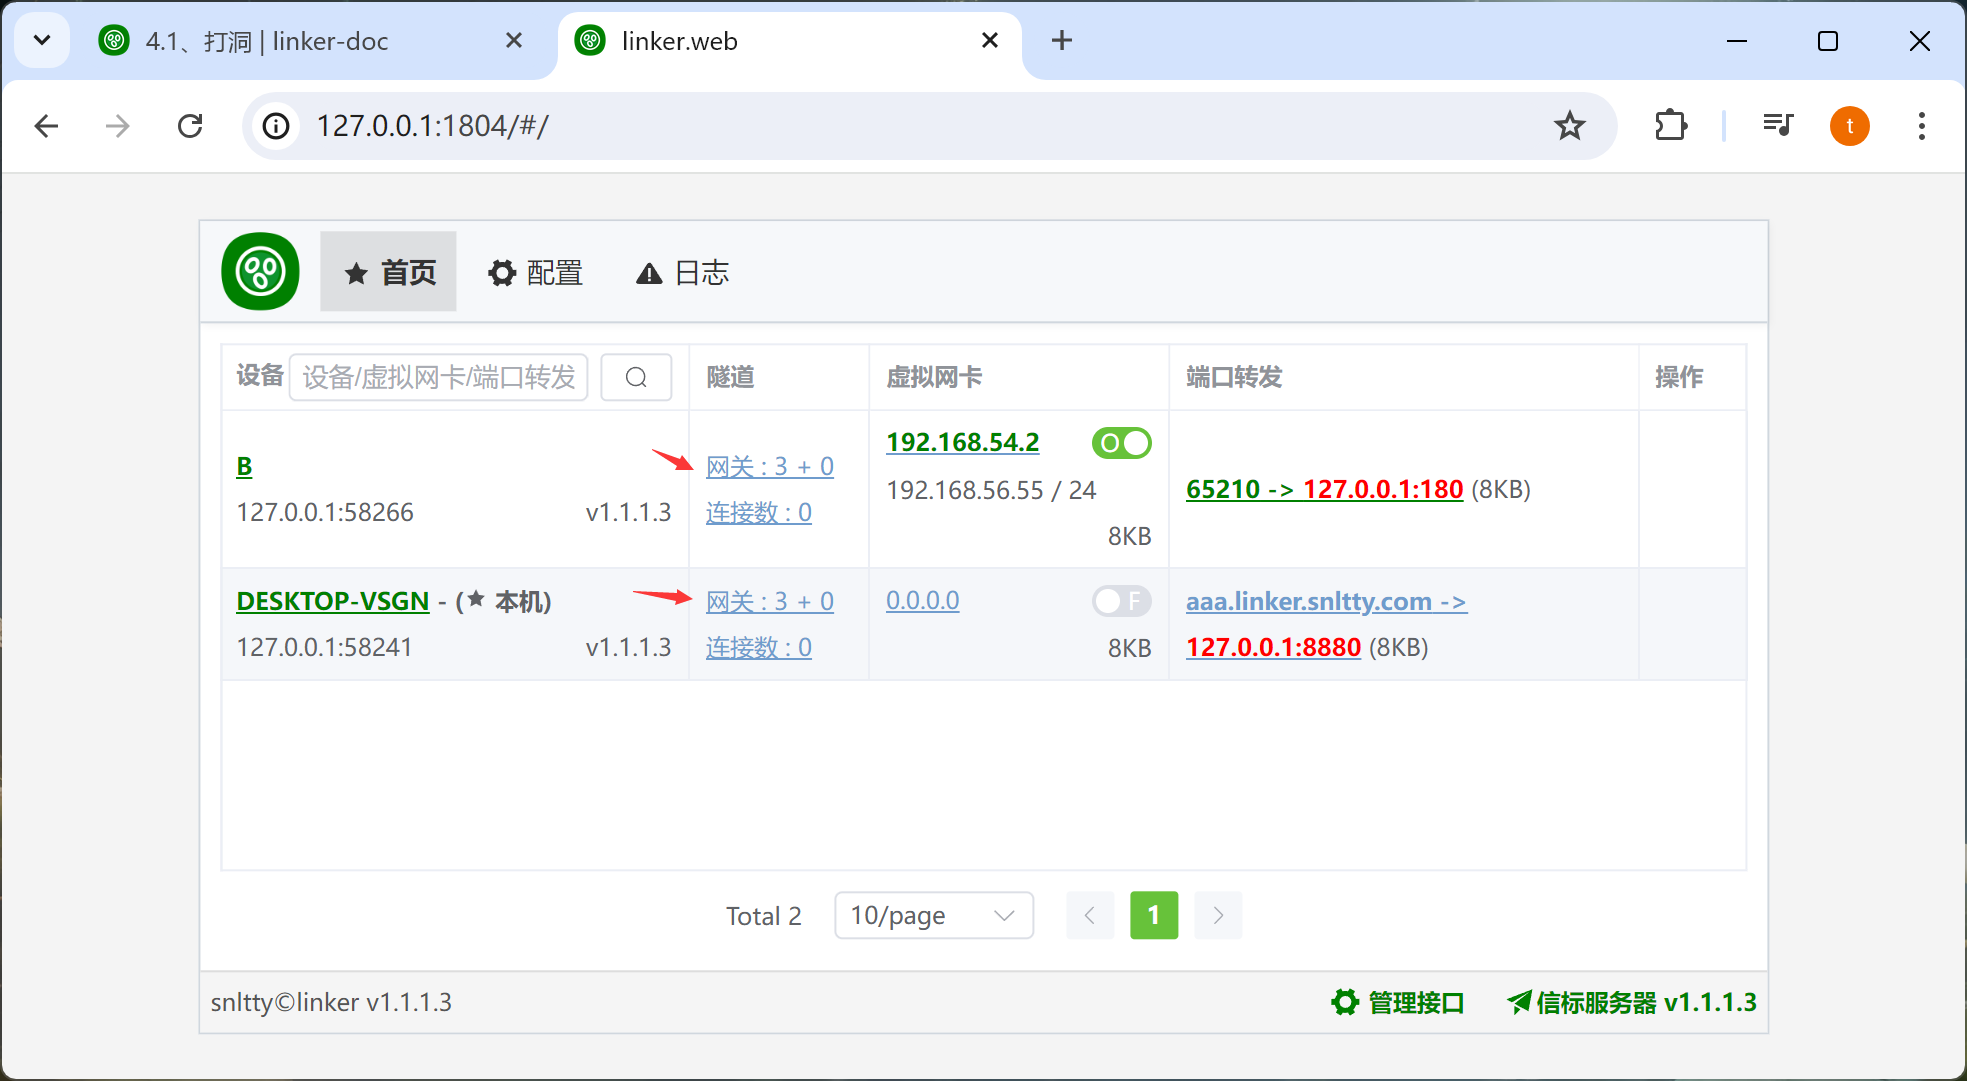 4.1、打洞 | linker-doc
linker.web
127.0.0.1:1804/#/
t
首页
配置
日志
设备
设备/虚拟网卡/端口转发
隧道
虚拟网卡
端口转发
操作
B
127.0.0.1:58266
v1.1.1.3
网关 : 3 + 0
连接数 : 0
192.168.54.2
O
192.168.56.55 / 24
8KB
65210 -> 127.0.0.1:180 (8KB)
DESKTOP-VSGN - (★ 本机)
127.0.0.1:58241
v1.1.1.3
网关 : 3 + 0
连接数 : 0
0.0.0.0
F
8KB
aaa.linker.snltty.com ->
127.0.0.1:8880 (8KB)
Total 2
10/page
1
snltty©linker v1.1.1.3
管理接口
信标服务器 v1.1.1.3